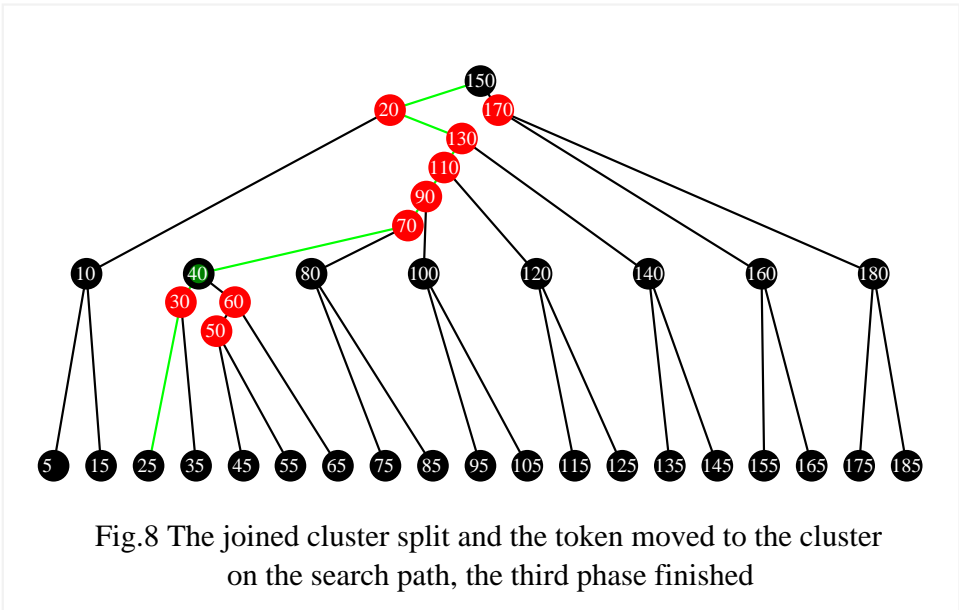 150
20 170
130
110
90
70
10 40 80 100 120 140 160 180
30 60
50
5 15 25 35 45 55 65 75 85 95 105 115 125 135 145 155 165 175 185
Fig.8 The joined cluster split and the token moved to the cluster
on the search path, the third phase finished